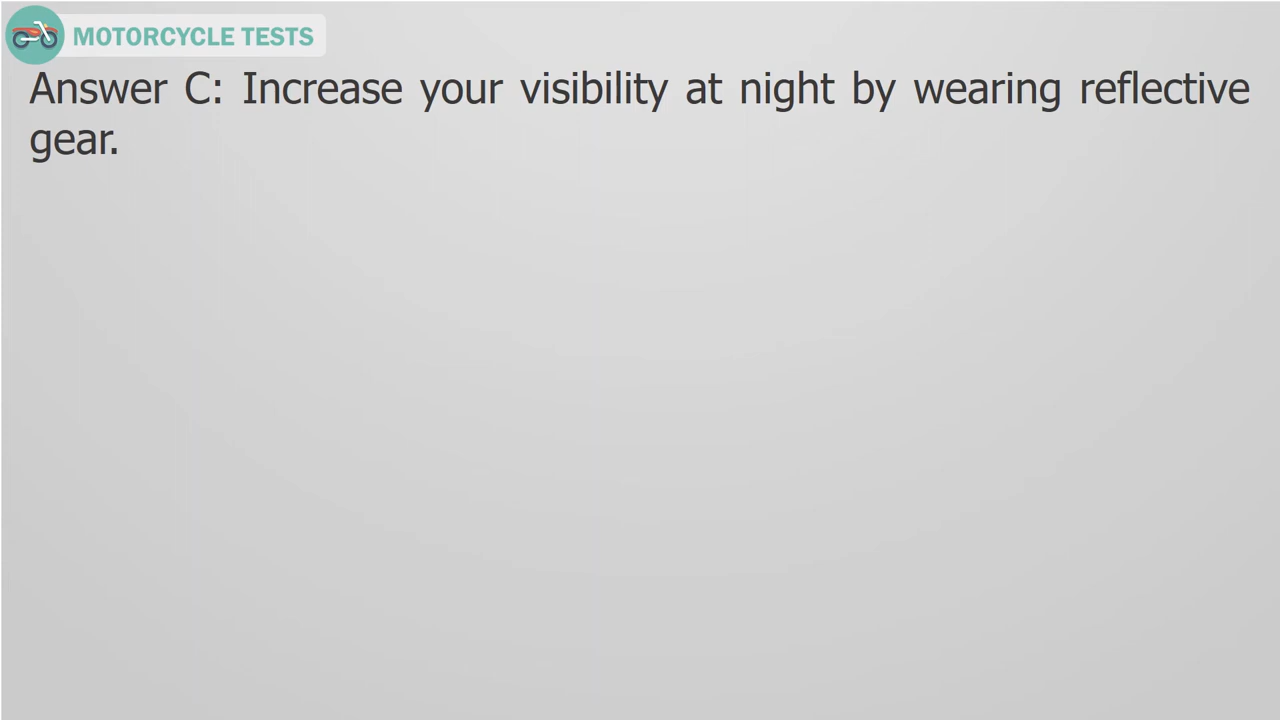 MOTORCYCLE TESTS
Answer C: Increase your visibility at night by wearing reflective
gear.